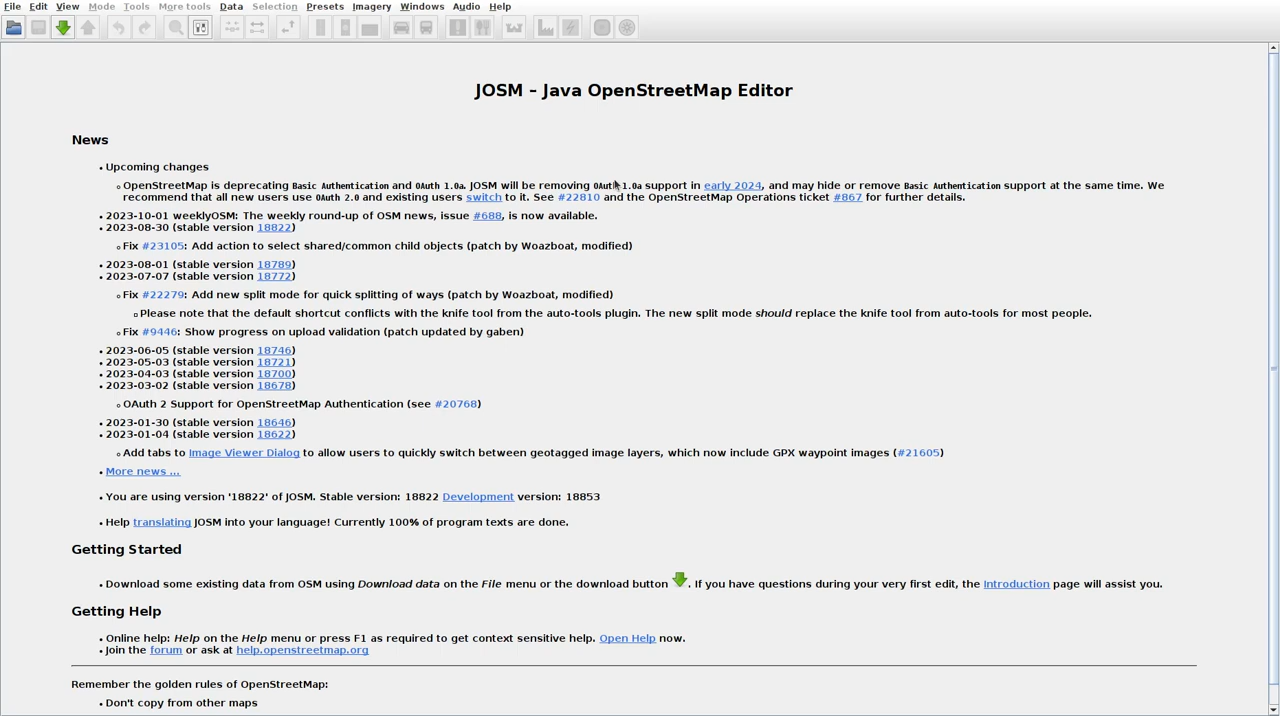 File Edit View Mode Tools More tools Data Selection Presets Imagery Windows Audio Help
JOSM – Java OpenStreetMap Editor
News
Upcoming changes
OpenStreetMap is deprecating Basic Authentication and OAuth 1.0a. JOSM will be removing OAuth 1.0a support in early 2024, and may hide or remove Basic Authentication support at the same time. We
recommend that all new users use OAuth 2.0 and existing users switch to it. See #22810 and the OpenStreetMap Operations ticket #867 for further details.
2023-10-01 weeklyOSM: The weekly round-up of OSM news, issue #688, is now available.
2023-08-30 (stable version 18822)
Fix #23105: Add action to select shared/common child objects (patch by Woazboat, modified)
2023-08-01 (stable version 18789)
2023-07-07 (stable version 18772)
Fix #22279: Add new split mode for quick splitting of ways (patch by Woazboat, modified)
Please note that the default shortcut conflicts with the knife tool from the auto-tools plugin. The new split mode should replace the knife tool from auto-tools for most people.
Fix #9446: Show progress on upload validation (patch updated by gaben)
2023-06-05 (stable version 18746)
2023-05-03 (stable version 18721)
2023-04-03 (stable version 18700)
2023-03-02 (stable version 18678)
OAuth 2 Support for OpenStreetMap Authentication (see #20768)
2023-01-30 (stable version 18646)
2023-01-04 (stable version 18622)
Add tabs to Image Viewer Dialog to allow users to quickly switch between geotagged image layers, which now include GPX waypoint images (#21605)
More news ...
You are using version '18822' of JOSM. Stable version: 18822 Development version: 18853
Help translating JOSM into your language! Currently 100% of program texts are done.
Getting Started
Download some existing data from OSM using Download data on the File menu or the download button . If you have questions during your very first edit, the Introduction page will assist you.
Getting Help
Online help: Help on the Help menu or press F1 as required to get context sensitive help. Open Help now.
Join the forum or ask at help.openstreetmap.org
Remember the golden rules of OpenStreetMap:
Don't copy from other maps